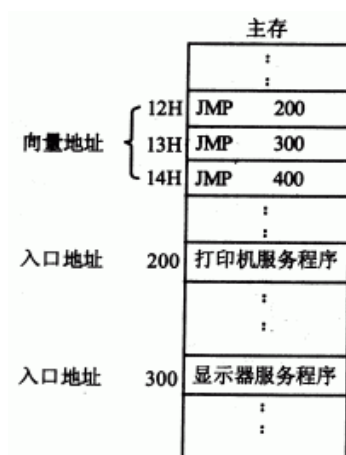 主存
12H JMP 200
向量地址 13H JMP 300
14H JMP 400
入口地址 200 打印机服务程序
入口地址 300 显示器服务程序